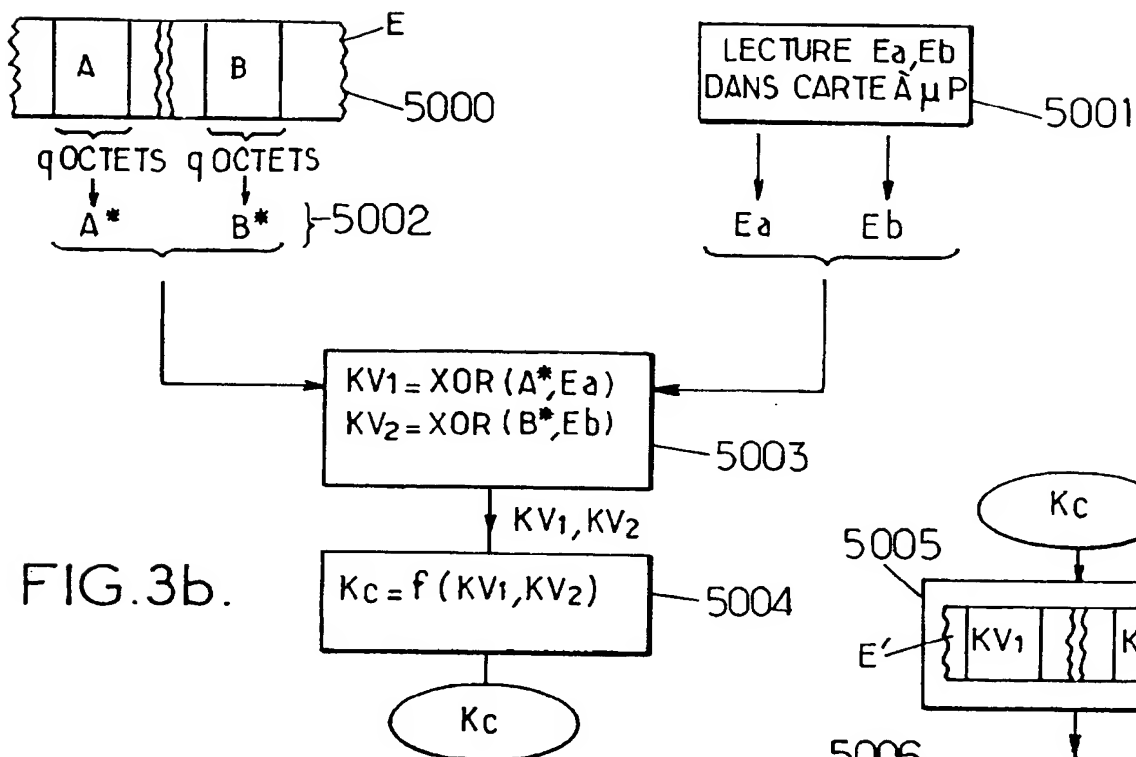 E
A B
5000
q OCTETS q OCTETS
A* B* }-5002
LECTURE Ea,Eb
DANS CARTE À µP
5001
Ea Eb
KV1 = XOR (A*,Ea)
KV2 = XOR (B*,Eb)
5003
KV1, KV2
FIG.3b.
Kc = f (KV1,KV2)
5004
Kc
Kc
5005
E' KV1 K
5006